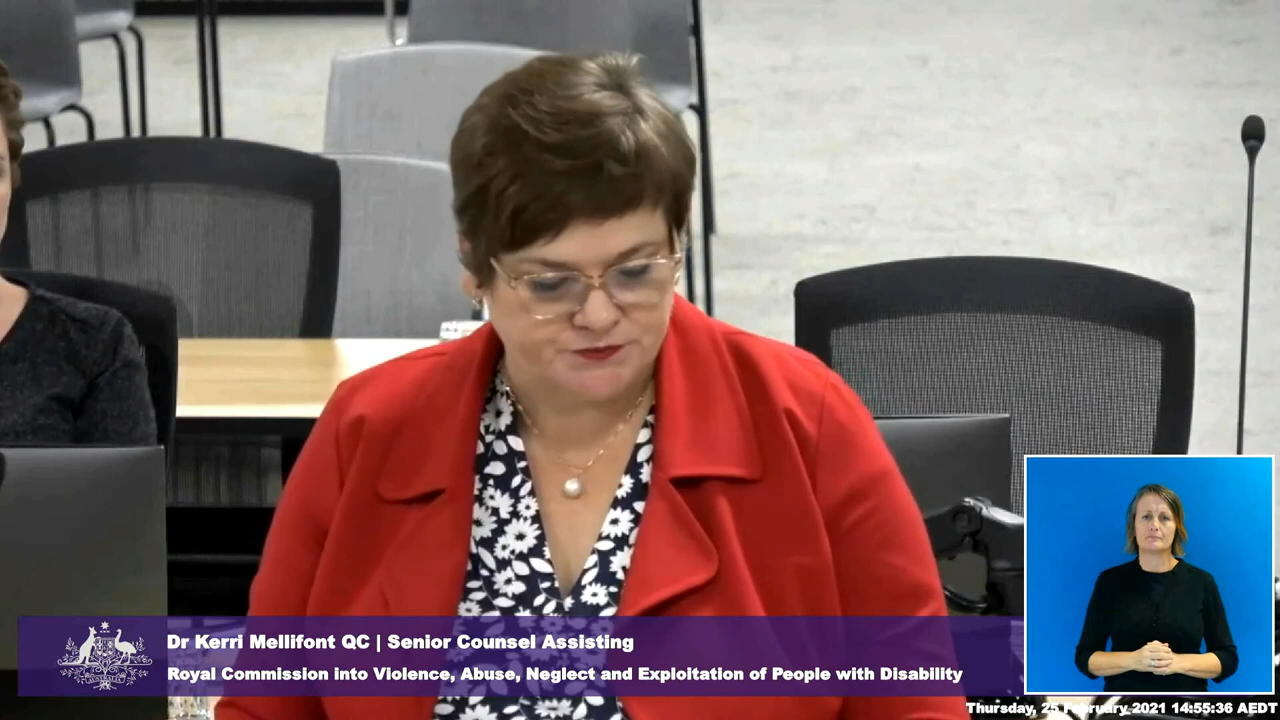 Dr Kerri Mellifont QC | Senior Counsel Assisting
Royal Commission into Violence, Abuse, Neglect and Exploitation of People with Disability
Thursday, 25 February 2021 14:55:36 AEDT